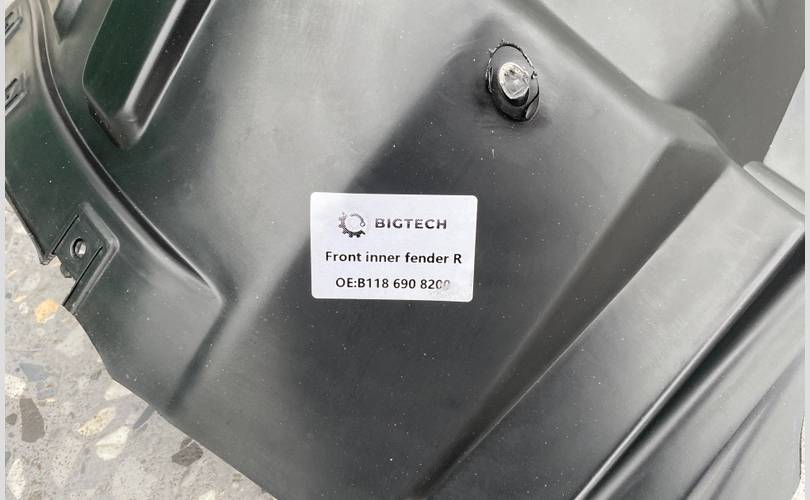 BIGTECH
Front inner fender R
OE:B118 690 8200